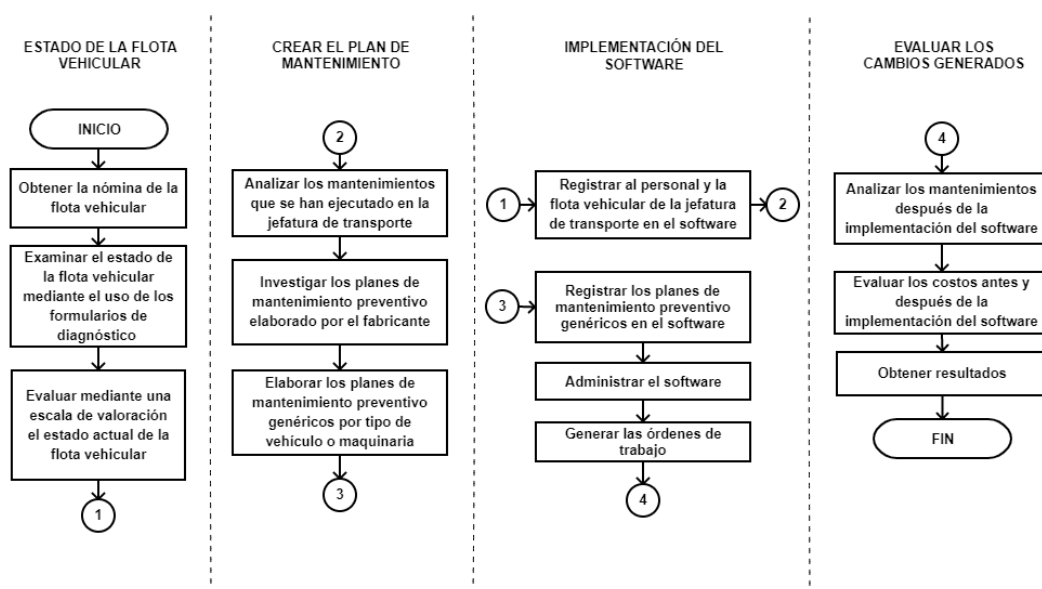 ESTADO DE LA FLOTA
VEHICULAR
INICIO
Obtener la nómina de la
flota vehicular
Examinar el estado de
la flota vehicular
mediante el uso de los
formularios de
diagnóstico
Evaluar mediante una
escala de valoración
el estado actual de la
flota vehicular
1
CREAR EL PLAN DE
MANTENIMIENTO
2
Analizar los mantenimientos
que se han ejecutado en la
jefatura de transporte
Investigar los planes de
mantenimiento preventivo
elaborado por el fabricante
Elaborar los planes de
mantenimiento preventivo
genéricos por tipo de
vehículo o maquinaria
3
IMPLEMENTACIÓN DEL
SOFTWARE
1
Registrar al personal y la
flota vehicular de la jefatura
de transporte en el software
2
3
Registrar los planes de
mantenimiento preventivo
genéricos en el software
Administrar el software
Generar las órdenes de
trabajo
4
EVALUAR LOS
CAMBIOS GENERADOS
4
Analizar los mantenimientos
después de la
implementación del software
Evaluar los costos antes y
después de la
implementación del software
Obtener resultados
FIN